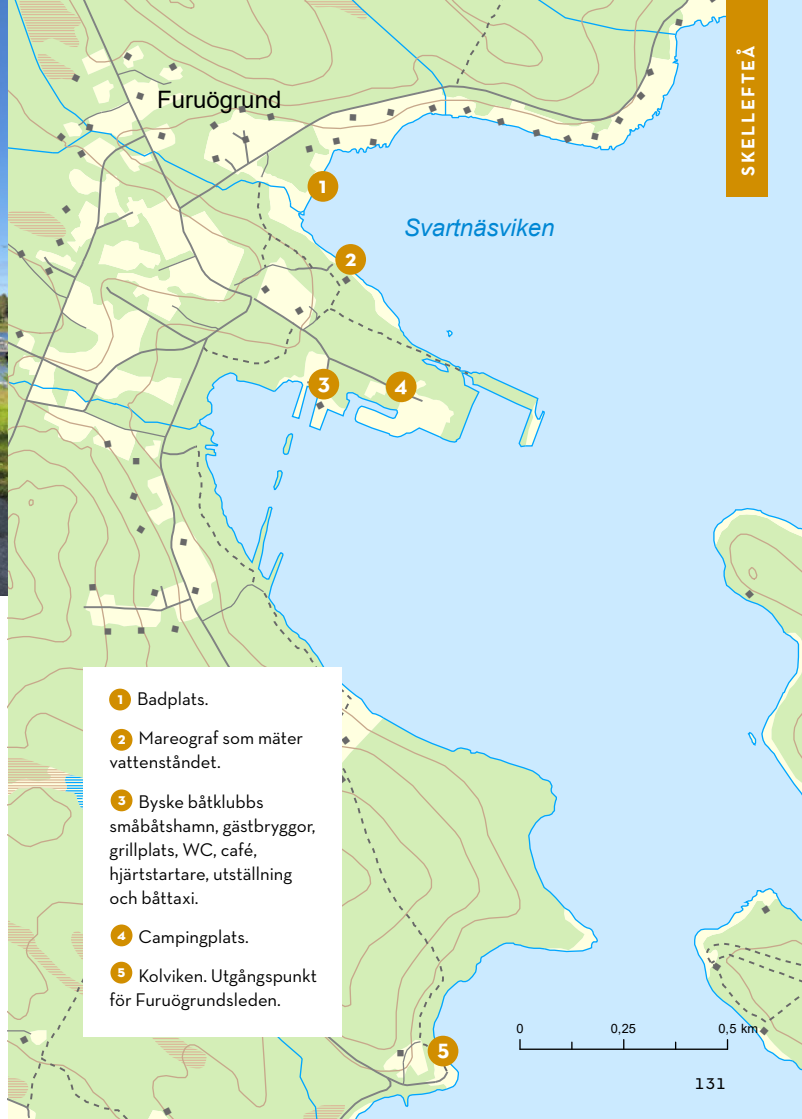 SKELLEFTEÅ
Furuögrund
1
Svartnäsviken
2
3
4
1 Badplats.
2 Mareograf som mäter
vattenståndet.
3 Byske båtklubbs
småbåtshamn, gästbryggor,
grillplats, WC, café,
hjärtstartare, utställning
och båttaxi.
4 Campingplats.
5 Kolviken. Utgångspunkt
för Furuögrundsleden.
5
0 0,25 0,5 km
131